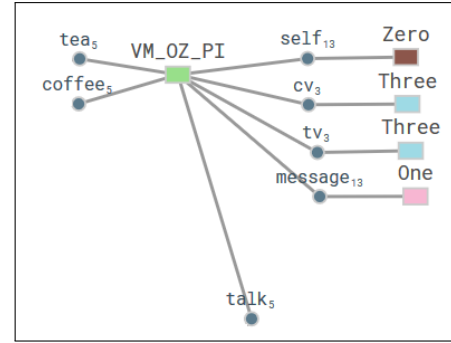 tea₅
VM_OZ_PI
self₁₃
Zero
coffee₅
cv₃
Three
tv₃
Three
message₁₃
One
talk₅